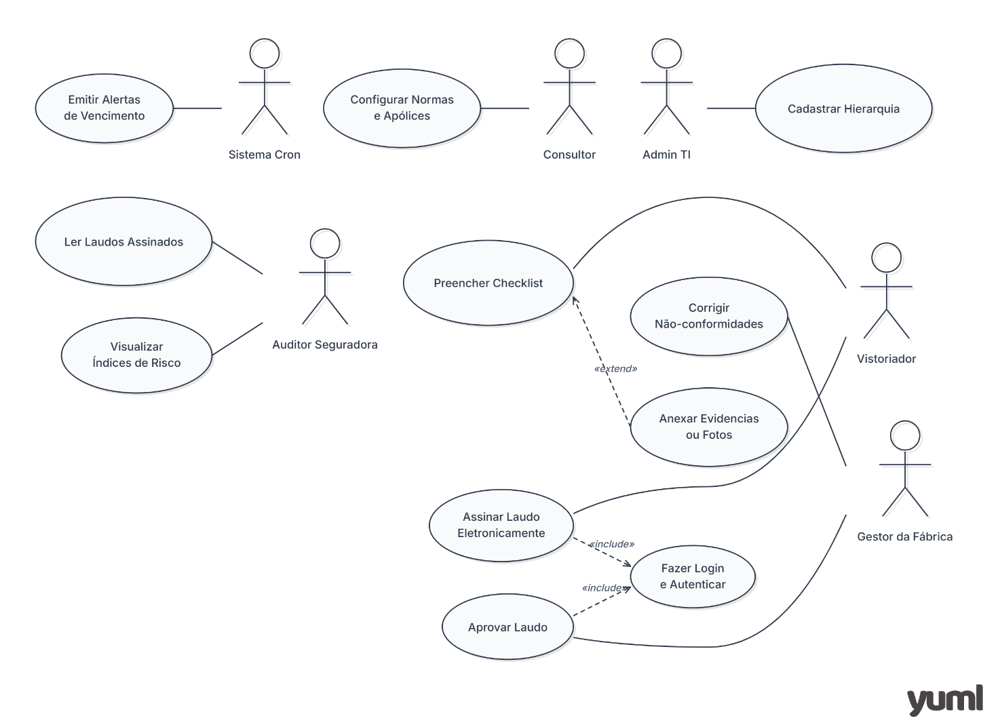 Emitir Alertas
de Vencimento
Sistema Cron
Configurar Normas
e Apólices
Consultor
Admin TI
Cadastrar Hierarquia
Ler Laudos Assinados
Visualizar
Índices de Risco
Auditor Seguradora
Preencher Checklist
Corrigir
Não-conformidades
Vistoriador
«extend»
Anexar Evidencias
ou Fotos
Assinar Laudo
Eletronicamente
«include»
Fazer Login
e Autenticar
«include»
Aprovar Laudo
Gestor da Fábrica
yuml